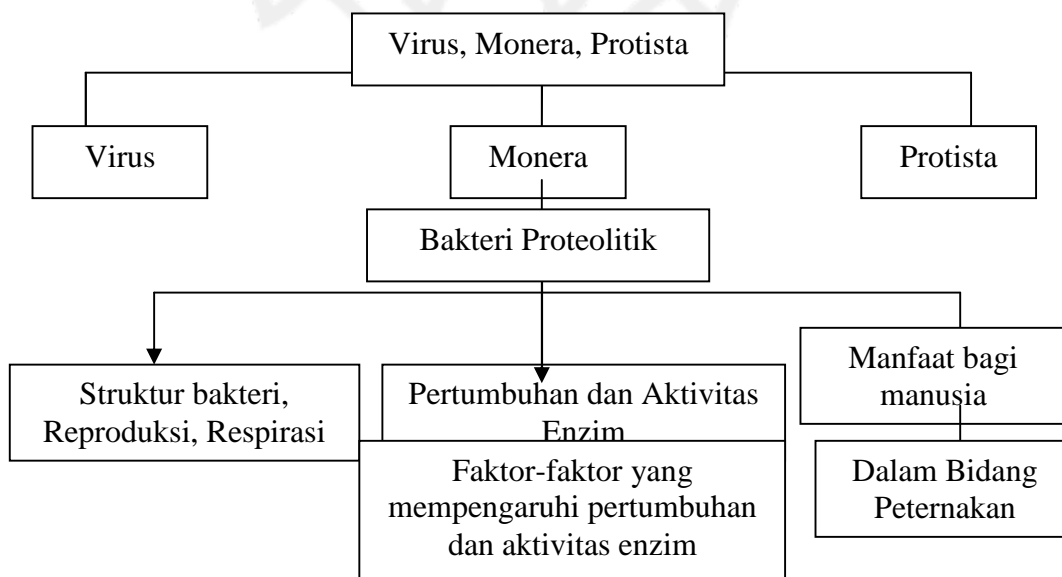 Virus, Monera, Protista
Virus
Monera
Protista
Bakteri Proteolitik
Struktur bakteri,
Reproduksi, Respirasi
Pertumbuhan dan Aktivitas
Enzim
Manfaat bagi
manusia
Faktor-faktor yang
mempengaruhi pertumbuhan
dan aktivitas enzim
Dalam Bidang
Peternakan